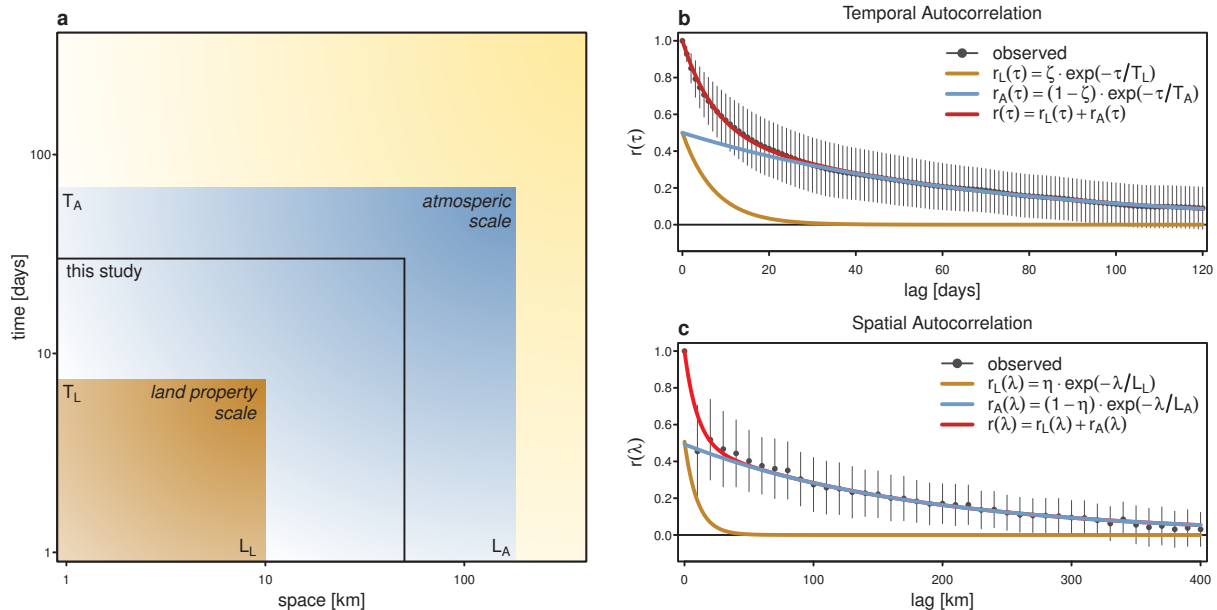 a
time [days]
100
10
1
T_A
atmosperic
scale
this study
T_L
land property
scale
L_L
L_A
1
10
100
space [km]
b
Temporal Autocorrelation
r(τ)
1.0
0.8
0.6
0.4
0.2
0.0
observed
r_L(τ) = ζ · exp(−τ/T_L)
r_A(τ) = (1 − ζ) · exp(−τ/T_A)
r(τ) = r_L(τ) + r_A(τ)
0 20 40 60 80 100 120
lag [days]
c
Spatial Autocorrelation
r(λ)
1.0
0.8
0.6
0.4
0.2
0.0
observed
r_L(λ) = η · exp(−λ/L_L)
r_A(λ) = (1 − η) · exp(−λ/L_A)
r(λ) = r_L(λ) + r_A(λ)
0 100 200 300 400
lag [km]